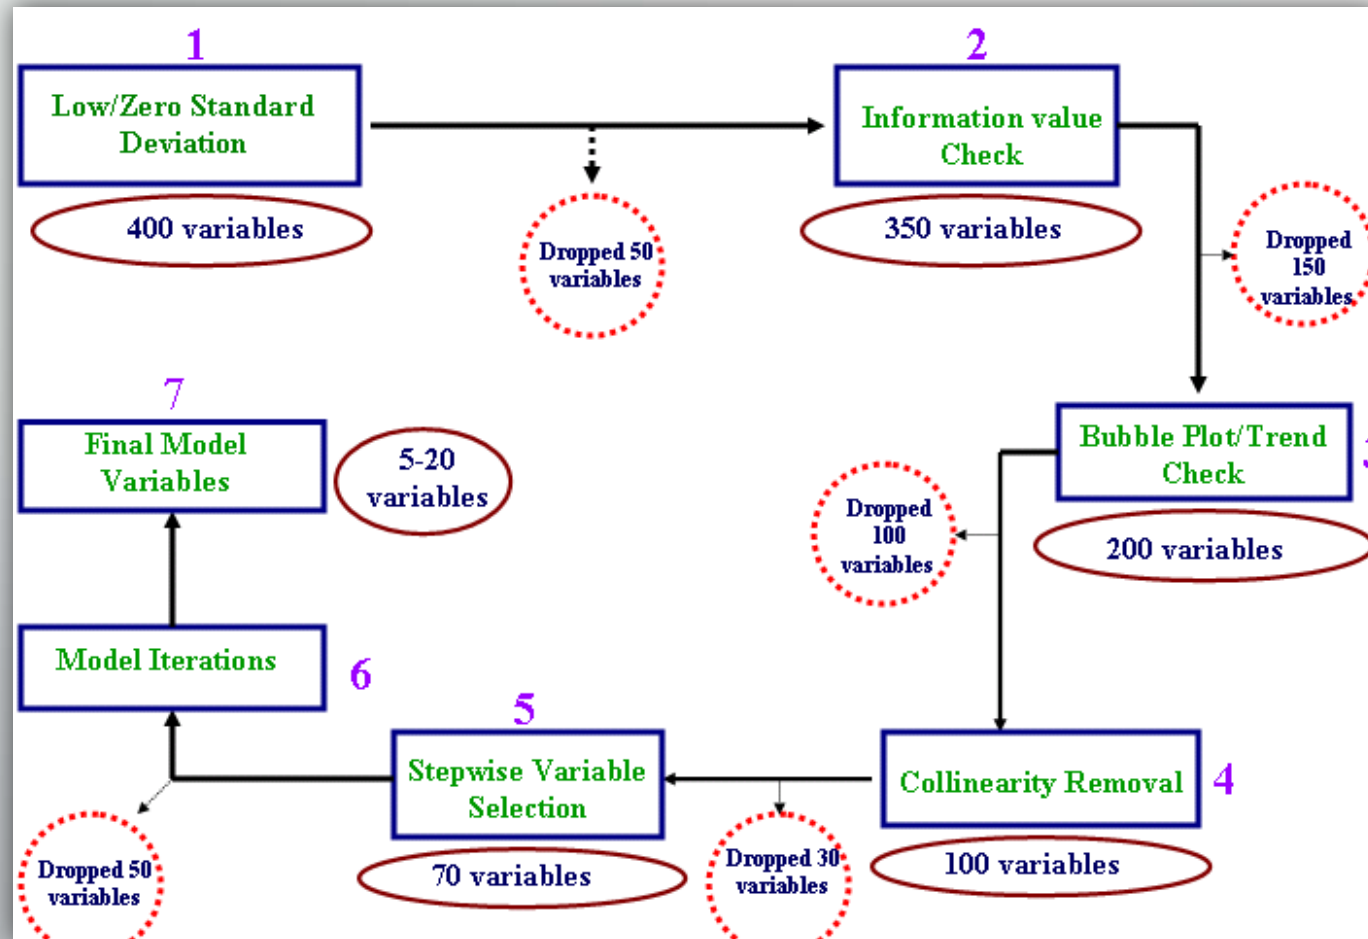 1
Low/Zero Standard
Deviation
400 variables
Dropped 50
variables
2
Information value
Check
350 variables
Dropped
150
variables
Bubble Plot/Trend
Check
200 variables
Dropped
100
variables
4
Collinearity Removal
100 variables
Dropped 30
variables
5
Stepwise Variable
Selection
70 variables
Dropped 50
variables
6
Model Iterations
7
Final Model
Variables
5-20
variables